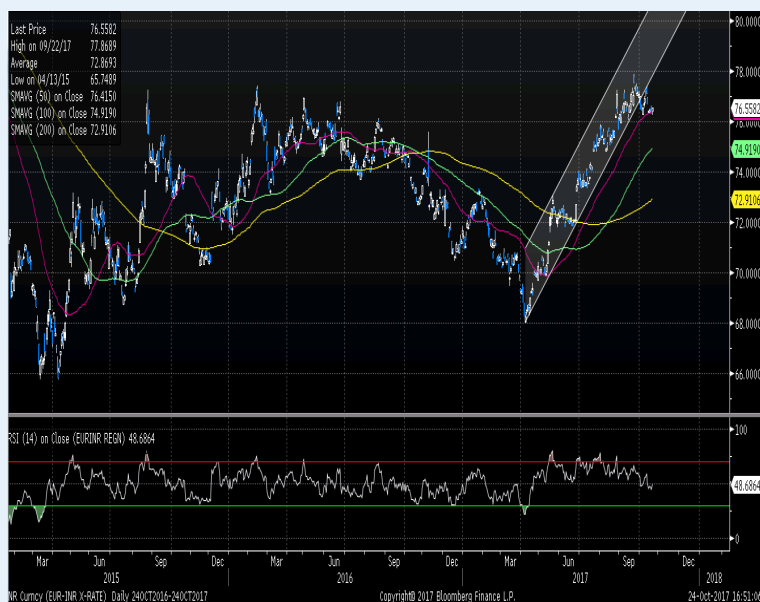 Last Price 76.5582
High on 09/22/17 77.8689
Average 72.8693
Low on 04/13/15 65.7489
SMAVG (50) on Close 76.4150
SMAVG (100) on Close 74.9190
SMAVG (200) on Close 72.9106
80.0000
78.0000
76.5582
76.0000
74.9190
74.0000
72.9106
72.0000
70.0000
68.0000
66.0000
RSI (14) on Close (EURINR REGN) 48.6864
100
48.6864
0
Mar Jun Sep Dec Mar Jun Sep Dec Mar Jun Sep Dec
2015 2016 2017 2018
NR Curncy (EUR-INR X-RATE) Daily 24OCT2016-24OCT2017 Copyright© 2017 Bloomberg Finance L.P. 24-Oct-2017 16:51:06